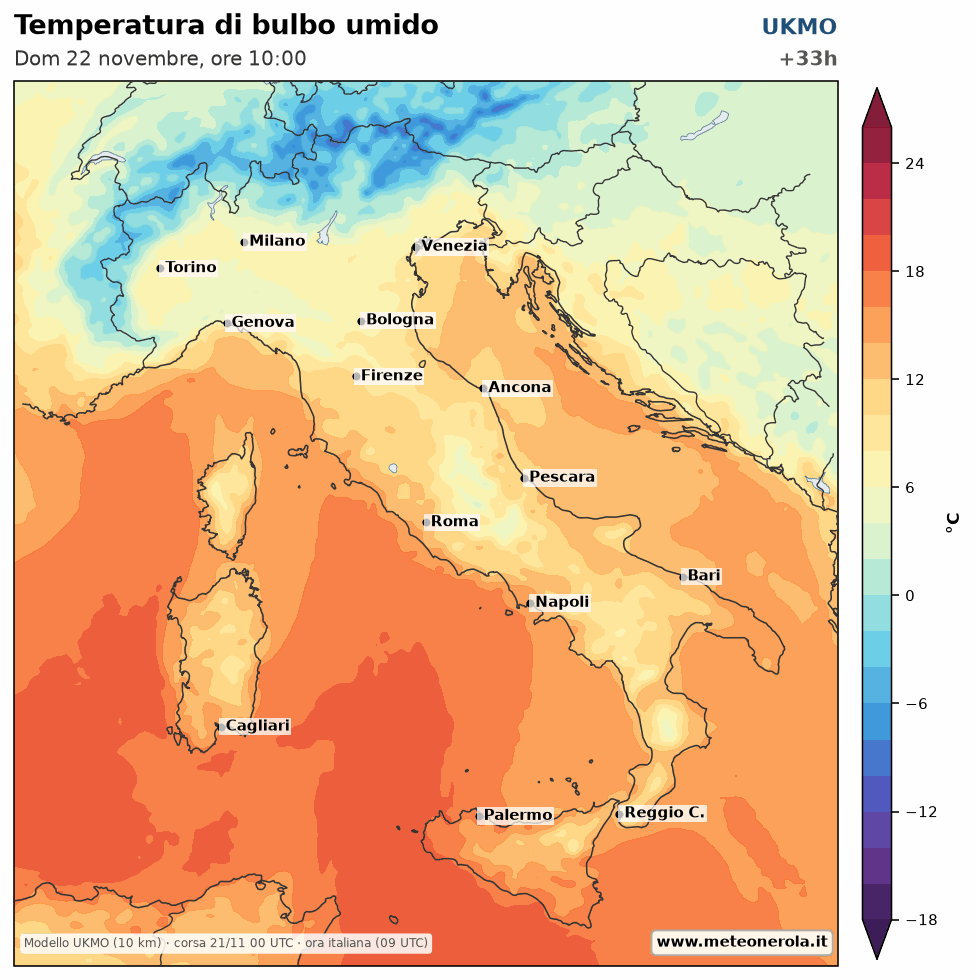 Temperatura di bulbo umido
UKMO
Dom 22 novembre, ore 10:00
+33h
Milano
Venezia
Torino
Genova
Bologna
Firenze
Ancona
Pescara
Roma
Bari
Napoli
Cagliari
Palermo
Reggio C.
24
18
12
6
0
−6
−12
−18
°C
Modello UKMO (10 km) · corsa 21/11 00 UTC · ora italiana (09 UTC)
www.meteonerola.it